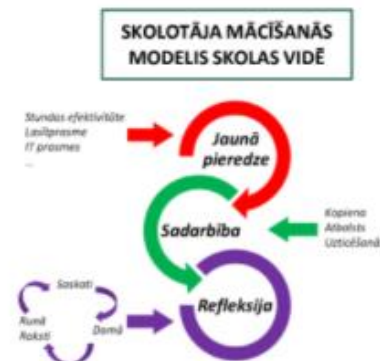 SKOLOTĀJA MĀCĪŠANĀS
MODELIS SKOLAS VIDĒ
Stundas efektivitāte
Lasītprasme
IT prasmes
...
Jaunā
pieredze
Sadarbība
Kopiena
Atbalsts
Uzticēšanā
Refleksija
Saskati
Runā
Raksti
Domā